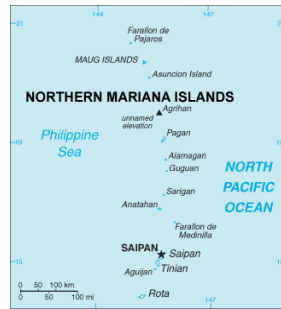 144
147
21
21
Farallon de
Pajaros
MAUG ISLANDS
Asuncion Island
NORTHERN MARIANA ISLANDS
Agrihan
unnamed
elevation
Philippine
Sea
Pagan
18
18
Alamagan
Guguan
NORTH
PACIFIC
OCEAN
Sarigan
Anatahan
Farallon de
Medinilla
SAIPAN
Saipan
15
15
Aguijan
Tinian
0 50 100 km
0 50 100 mi
Rota
147